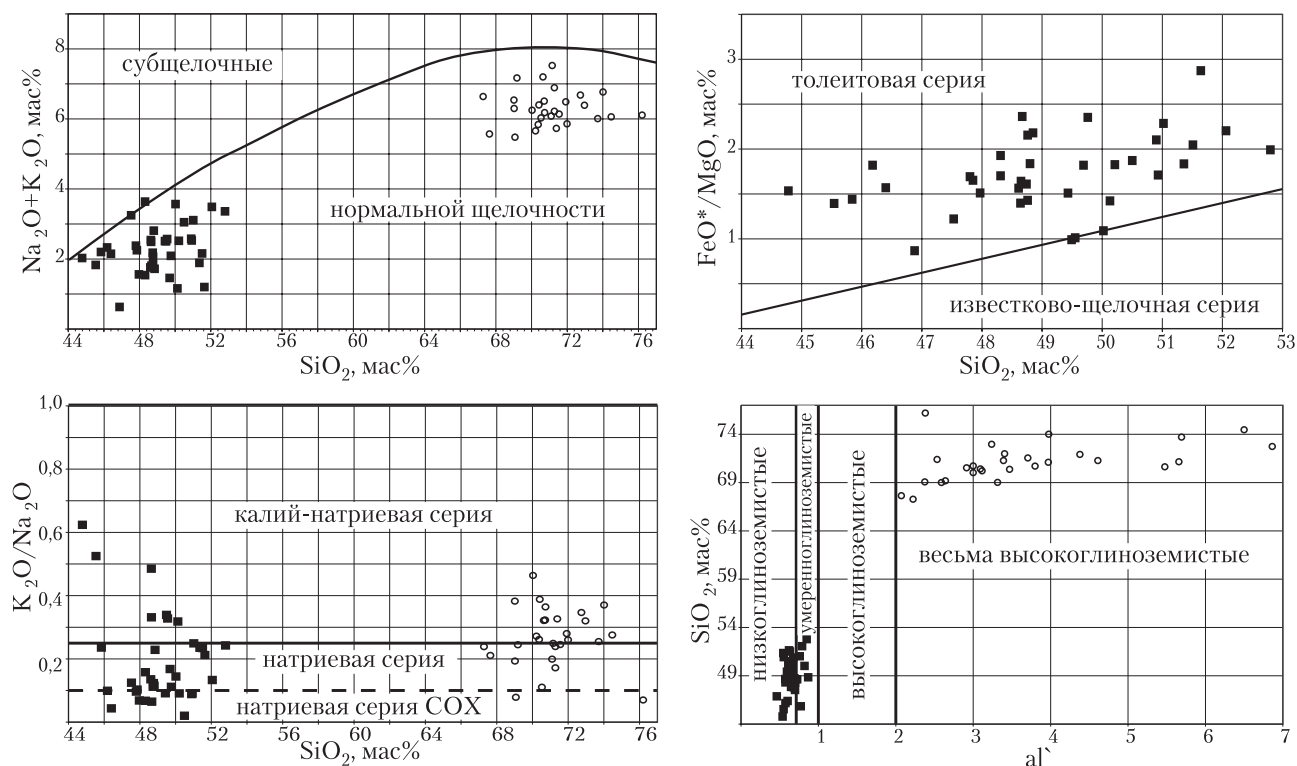 8
6
4
2
субщелочные
нормальной щелочности
Na₂O+K₂O, мас%
44 48 52 56 60 64 68 72 76
SiO₂, мас%
3
2
1
толеитовая серия
известково-щелочная серия
FeO*/MgO, мас%
44 45 46 47 48 49 50 51 52 53
SiO₂, мас%
1,0
0,8
0,6
0,4
0,2
калий-натриевая серия
натриевая серия
натриевая серия СОХ
K₂O/Na₂O
44 48 52 56 60 64 68 72 76
SiO₂, мас%
74
69
64
59
54
49
низкоглиноземистые
умеренноглиноземистые
высокоглиноземистые
весьма высокоглиноземистые
SiO₂, мас%
1 2 3 4 5 6 7
al`